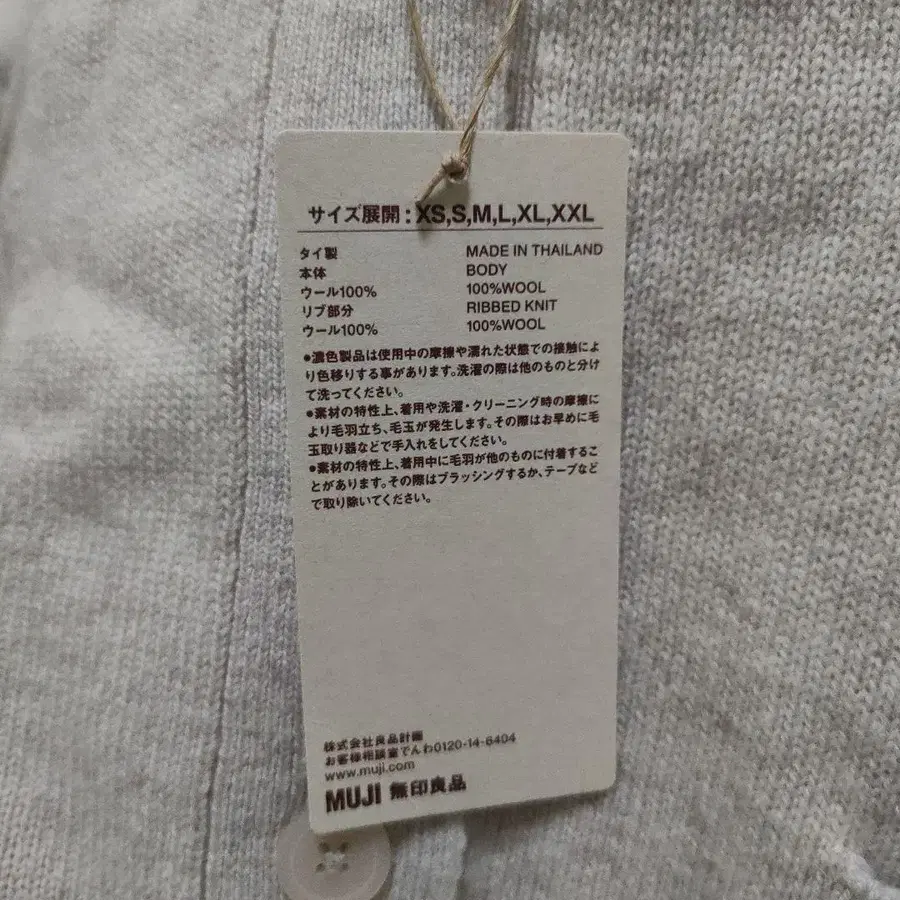 サイズ展開:XS,S,M,L,XL,XXL
タイ製 MADE IN THAILAND
本体 BODY
ウール100% 100%WOOL
リブ部分 RIBBED KNIT
ウール100% 100%WOOL
●濃色製品は使用中の摩擦や濡れた状態での接触によ
り色移りする事があります。洗濯の際は他のものと分け
て洗ってください。
●素材の特性上、着用や洗濯・クリーニング時の摩擦に
より毛羽立ち、毛玉が発生します。その際はお早めに毛
玉取り器などで手入れをしてください。
●素材の特性上、着用中に毛羽が他のものに付着するこ
とがあります。その際はブラッシングするか、テープなど
で取り除いてください。
株式会社良品計画
お客様相談室でんわ0120-14-6404
www.muji.com
MUJI 無印良品